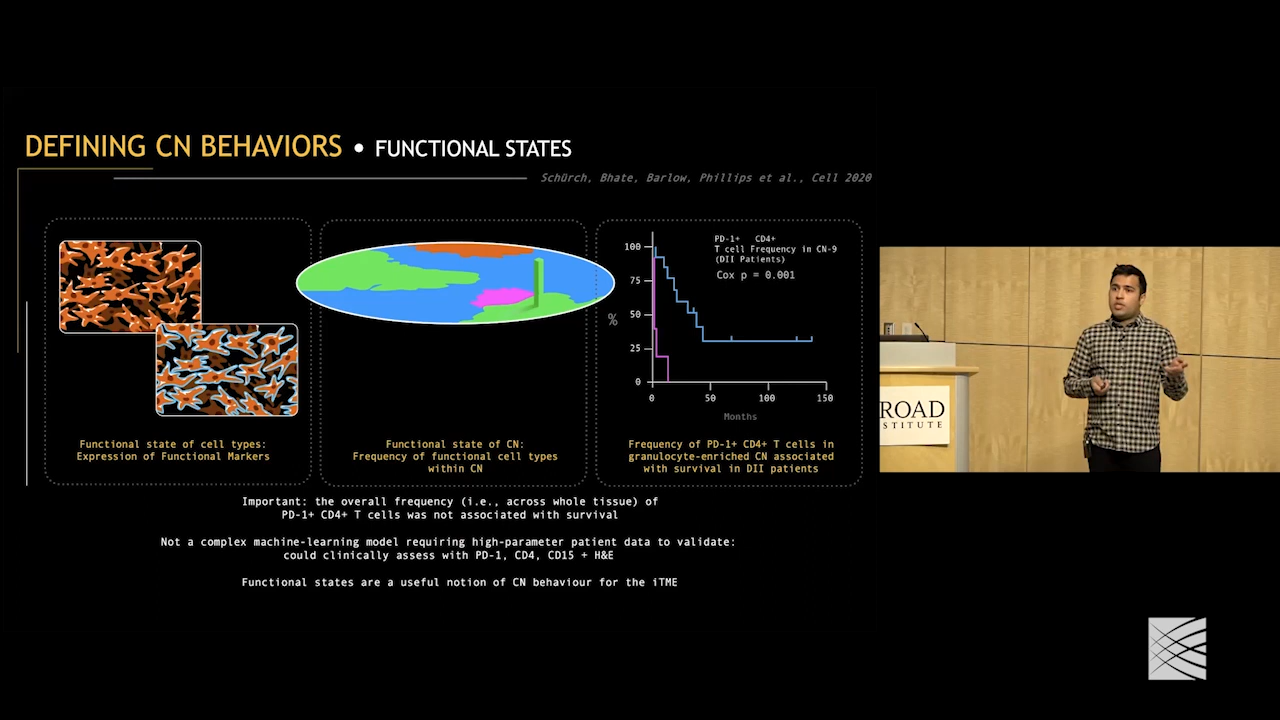 DEFINING CN BEHAVIORS • FUNCTIONAL STATES
Schürch, Bhate, Barlow, Phillips et al., Cell 2020
Functional state of cell types:
Expression of Functional Markers
Functional state of CN:
Frequency of functional cell types
within CN
PD-1+ CD4+
T cell Frequency in CN-9
(DII Patients)
Cox p = 0.001
100
75
50
25
0
%
0 50 100 150
Months
Frequency of PD-1+ CD4+ T cells in
granulocyte-enriched CN associated
with survival in DII patients
Important: the overall frequency (i.e., across whole tissue) of
PD-1+ CD4+ T cells was not associated with survival
Not a complex machine-learning model requiring high-parameter patient data to validate:
could clinically assess with PD-1, CD4, CD15 + H&E
Functional states are a useful notion of CN behaviour for the iTME
ROAD
STITUTE